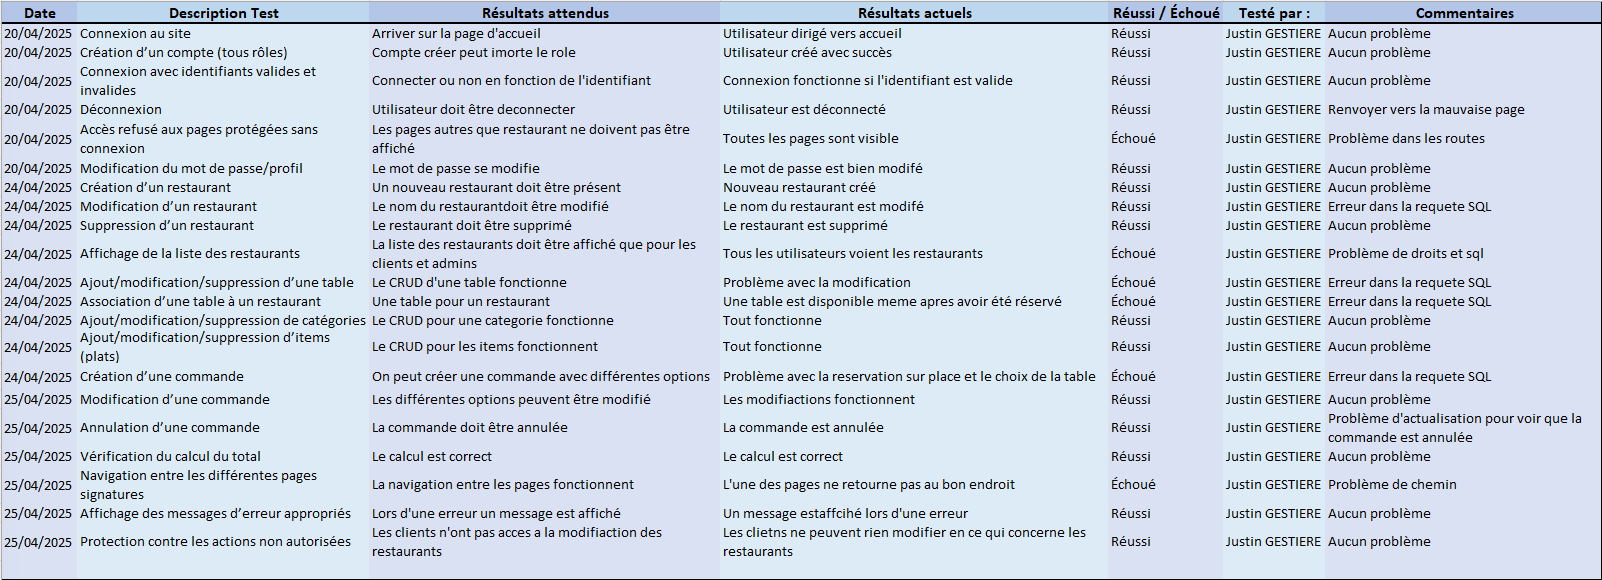 Date Description Test Résultats attendus Résultats actuels Réussi / Échoué Testé par : Commentaires
20/04/2025 Connexion au site Arriver sur la page d'accueil Utilisateur dirigé vers accueil Réussi Justin GESTIERE Aucun problème
20/04/2025 Création d’un compte (tous rôles) Compte créer peut imorte le role Utilisateur créé avec succès Réussi Justin GESTIERE Aucun problème
20/04/2025 Connexion avec identifiants valides et invalides Connecter ou non en fonction de l'identifiant Connexion fonctionne si l'identifiant est valide Réussi Justin GESTIERE Aucun problème
20/04/2025 Déconnexion Utilisateur doit être deconnecter Utilisateur est déconnecté Réussi Justin GESTIERE Renvoyer vers la mauvaise page
20/04/2025 Accès refusé aux pages protégées sans connexion Les pages autres que restaurant ne doivent pas être affiché Toutes les pages sont visible Échoué Justin GESTIERE Problème dans les routes
20/04/2025 Modification du mot de passe/profil Le mot de passe se modifie Le mot de passe est bien modifé Réussi Justin GESTIERE Aucun problème
24/04/2025 Création d’un restaurant Un nouveau restaurant doit être présent Nouveau restaurant créé Réussi Justin GESTIERE Aucun problème
24/04/2025 Modification d’un restaurant Le nom du restaurantdoit être modifié Le nom du restaurant est modifé Réussi Justin GESTIERE Erreur dans la requete SQL
24/04/2025 Suppression d’un restaurant Le restaurant doit être supprimé Le restaurant est supprimé Réussi Justin GESTIERE Aucun problème
24/04/2025 Affichage de la liste des restaurants La liste des restaurants doit être affiché que pour les clients et admins Tous les utilisateurs voient les restaurants Échoué Justin GESTIERE Problème de droits et sql
24/04/2025 Ajout/modification/suppression d’une table Le CRUD d'une table fonctionne Problème avec la modification Échoué Justin GESTIERE Erreur dans la requete SQL
24/04/2025 Association d’une table à un restaurant Une table pour un restaurant Une table est disponible meme apres avoir été réservé Échoué Justin GESTIERE Erreur dans la requete SQL
24/04/2025 Ajout/modification/suppression de catégories Le CRUD pour une categorie fonctionne Tout fonctionne Réussi Justin GESTIERE Aucun problème
24/04/2025 Ajout/modification/suppression d’items (plats) Le CRUD pour les items fonctionnent Tout fonctionne Réussi Justin GESTIERE Aucun problème
24/04/2025 Création d’une commande On peut créer une commande avec différentes options Problème avec la reservation sur place et le choix de la table Échoué Justin GESTIERE Erreur dans la requete SQL
25/04/2025 Modification d’une commande Les différentes options peuvent être modifié Les modifiactions fonctionnent Réussi Justin GESTIERE Aucun problème
25/04/2025 Annulation d’une commande La commande doit être annulée La commande est annulée Réussi Justin GESTIERE Problème d'actualisation pour voir que la commande est annulée
25/04/2025 Vérification du calcul du total Le calcul est correct Le calcul est correct Réussi Justin GESTIERE Aucun problème
25/04/2025 Navigation entre les différentes pages signatures La navigation entre les pages fonctionnent L'une des pages ne retourne pas au bon endroit Échoué Justin GESTIERE Problème de chemin
25/04/2025 Affichage des messages d’erreur appropriés Lors d'une erreur un message est affiché Un message estaffcihé lors d'une erreur Réussi Justin GESTIERE Aucun problème
25/04/2025 Protection contre les actions non autorisées Les clients n'ont pas acces a la modifiaction des restaurants Les clietns ne peuvent rien modifier en ce qui concerne les restaurants Réussi Justin GESTIERE Aucun problème